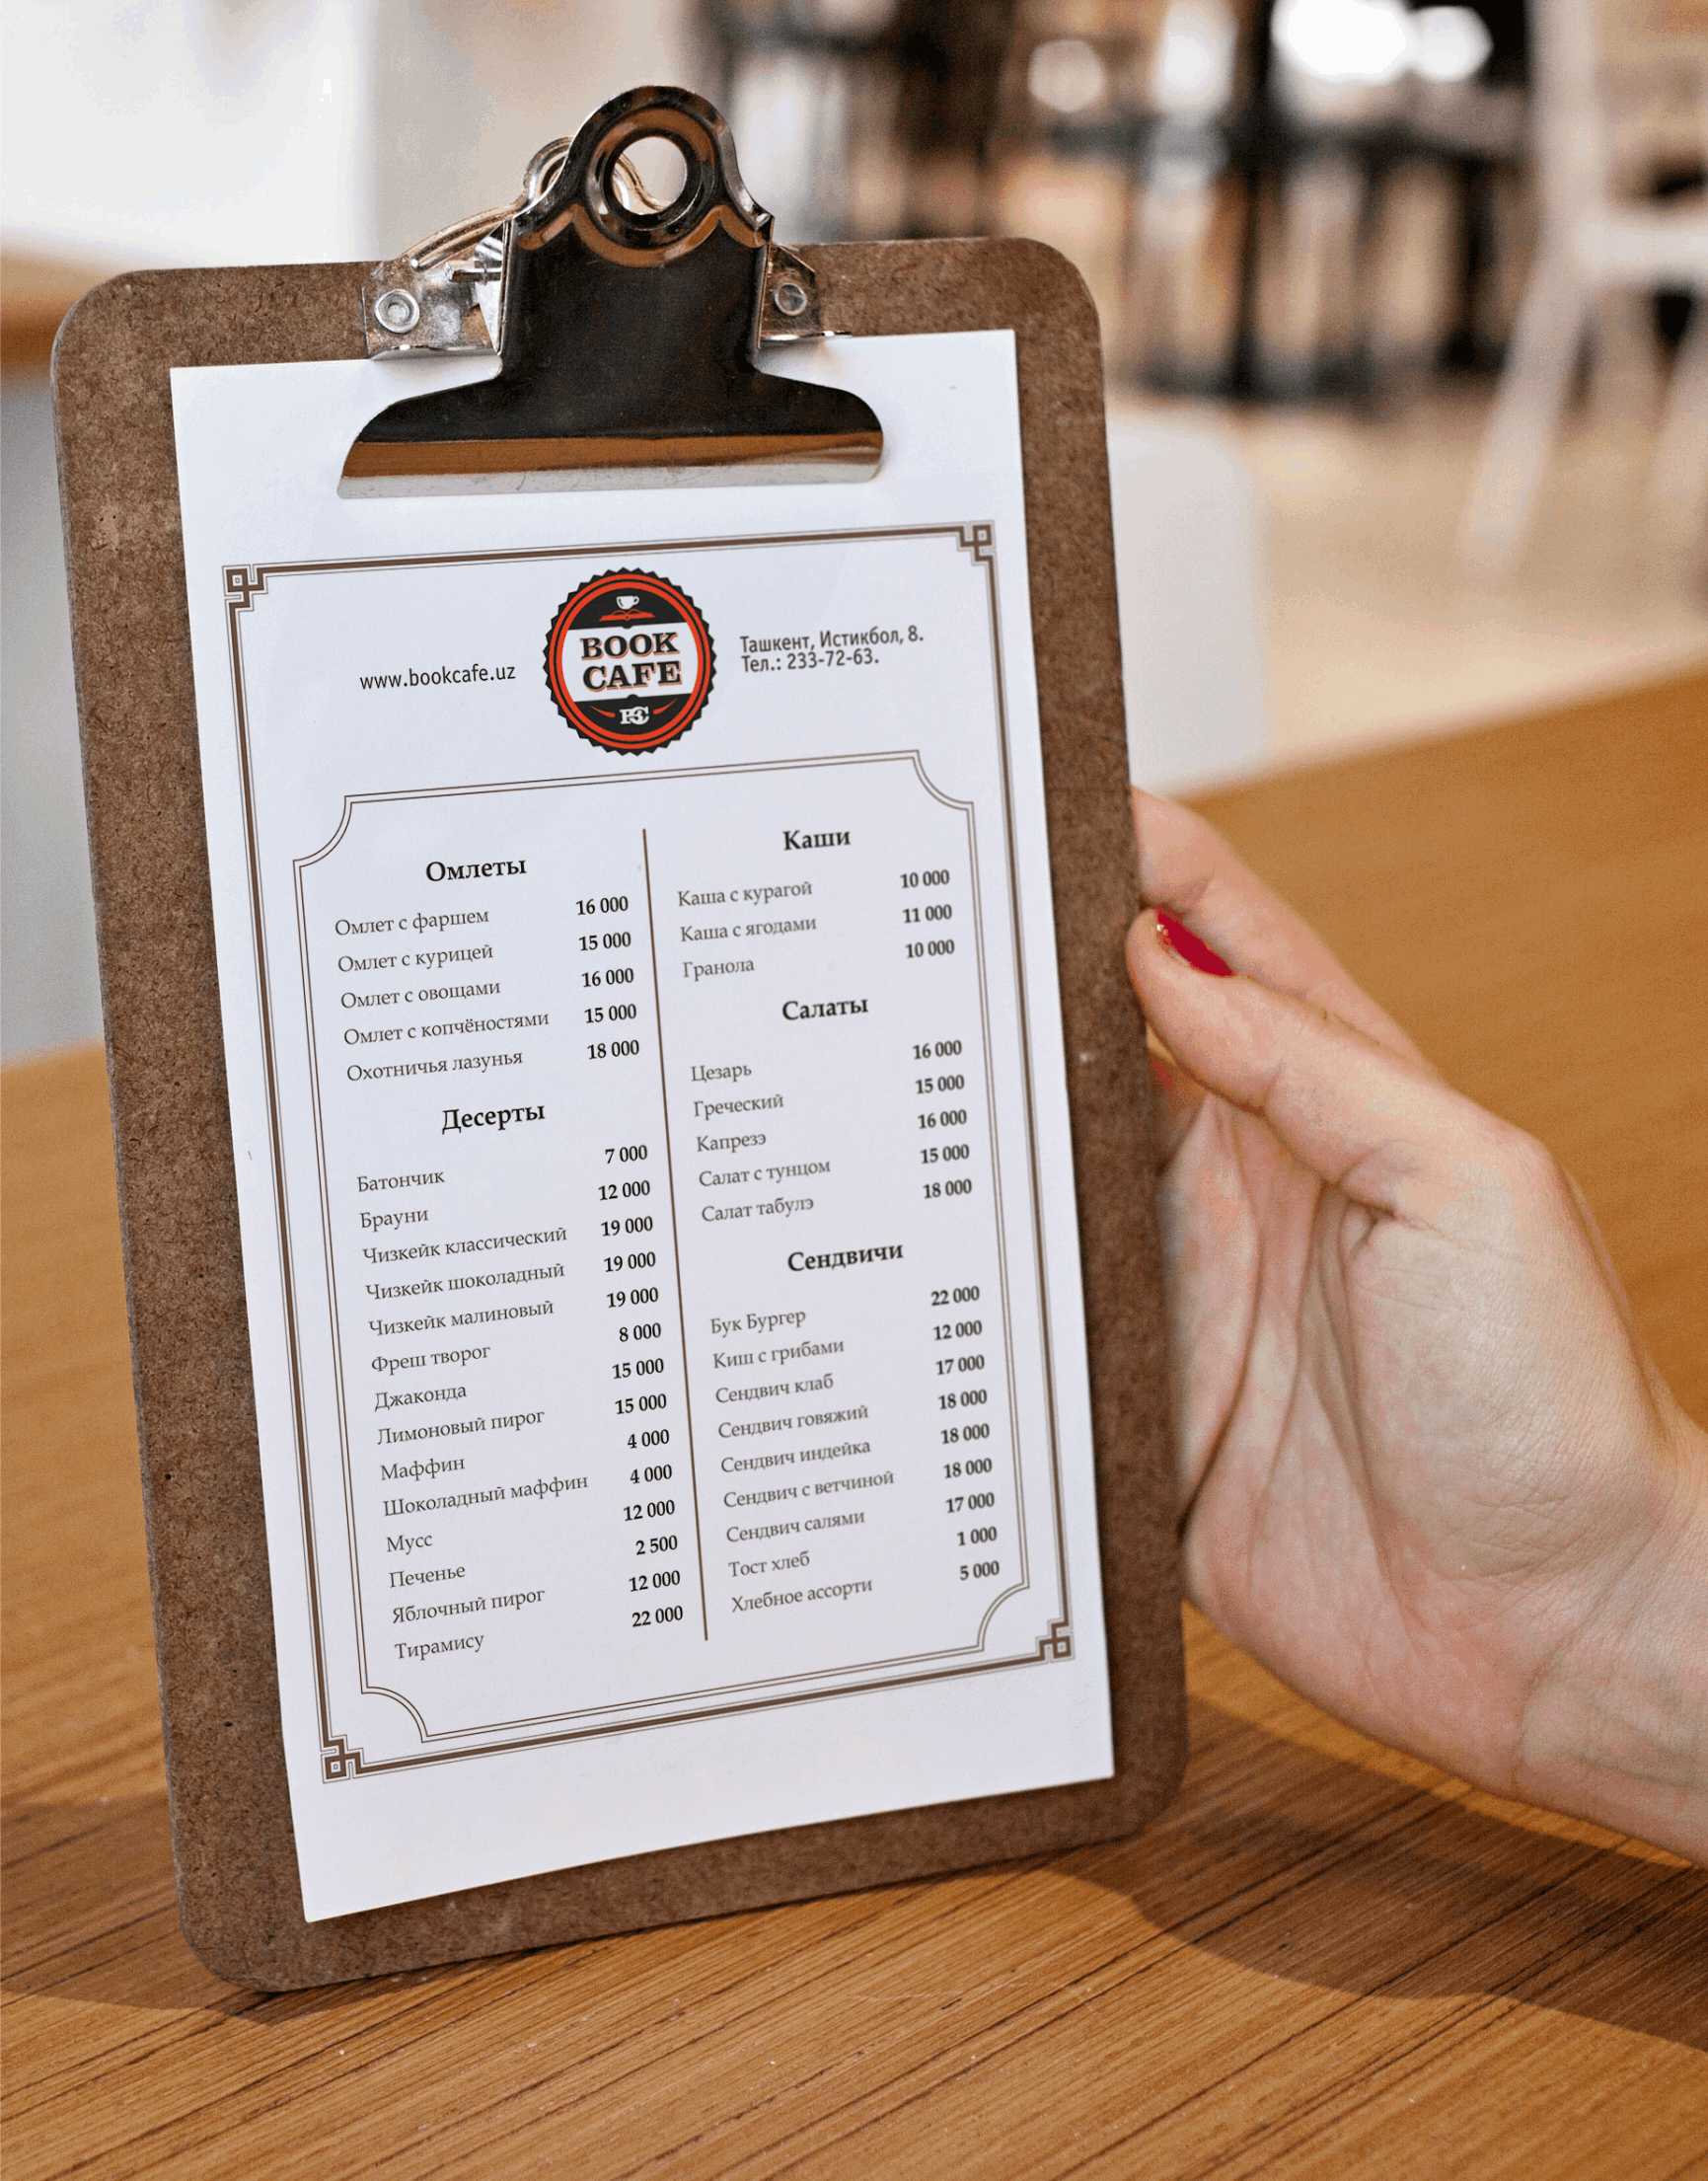 www.bookcafe.uz
BOOK
CAFE
BC
Ташкент, Истикбол, 8.
Тел.: 233-72-63.
Омлеты
Омлет с фаршем 16 000
Омлет с курицей 15 000
Омлет с овощами 16 000
Омлет с копчёностями 15 000
Охотничья лазунья 18 000
Десерты
Батончик 7 000
Брауни 12 000
Чизкейк классический 19 000
Чизкейк шоколадный 19 000
Чизкейк малиновый 19 000
Фреш творог 8 000
Джаконда 15 000
Лимоновый пирог 15 000
Маффин 4 000
Шоколадный маффин 4 000
Мусс 12 000
Печенье 2 500
Яблочный пирог 12 000
Тирамису 22 000
Каши
Каша с курагой 10 000
Каша с ягодами 11 000
Гранола 10 000
Салаты
Цезарь 16 000
Греческий 15 000
Капрезэ 16 000
Салат с тунцом 15 000
Салат табулэ 18 000
Сендвичи
Бук Бургер 22 000
Киш с грибами 12 000
Сендвич клаб 17 000
Сендвич говяжий 18 000
Сендвич индейка 18 000
Сендвич с ветчиной 18 000
Сендвич салями 17 000
Тост хлеб 1 000
Хлебное ассорти 5 000